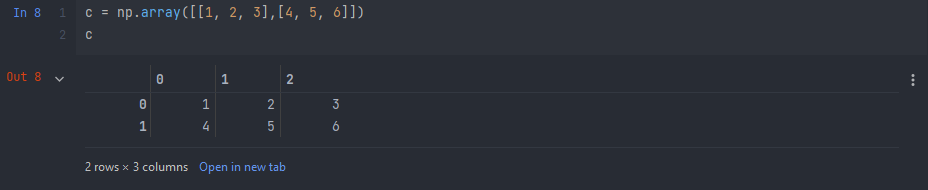 In 8 1 c = np.array([[1, 2, 3],[4, 5, 6]])
2 c
Out 8 0 1 2
0 1 2 3
1 4 5 6
2 rows × 3 columns Open in new tab